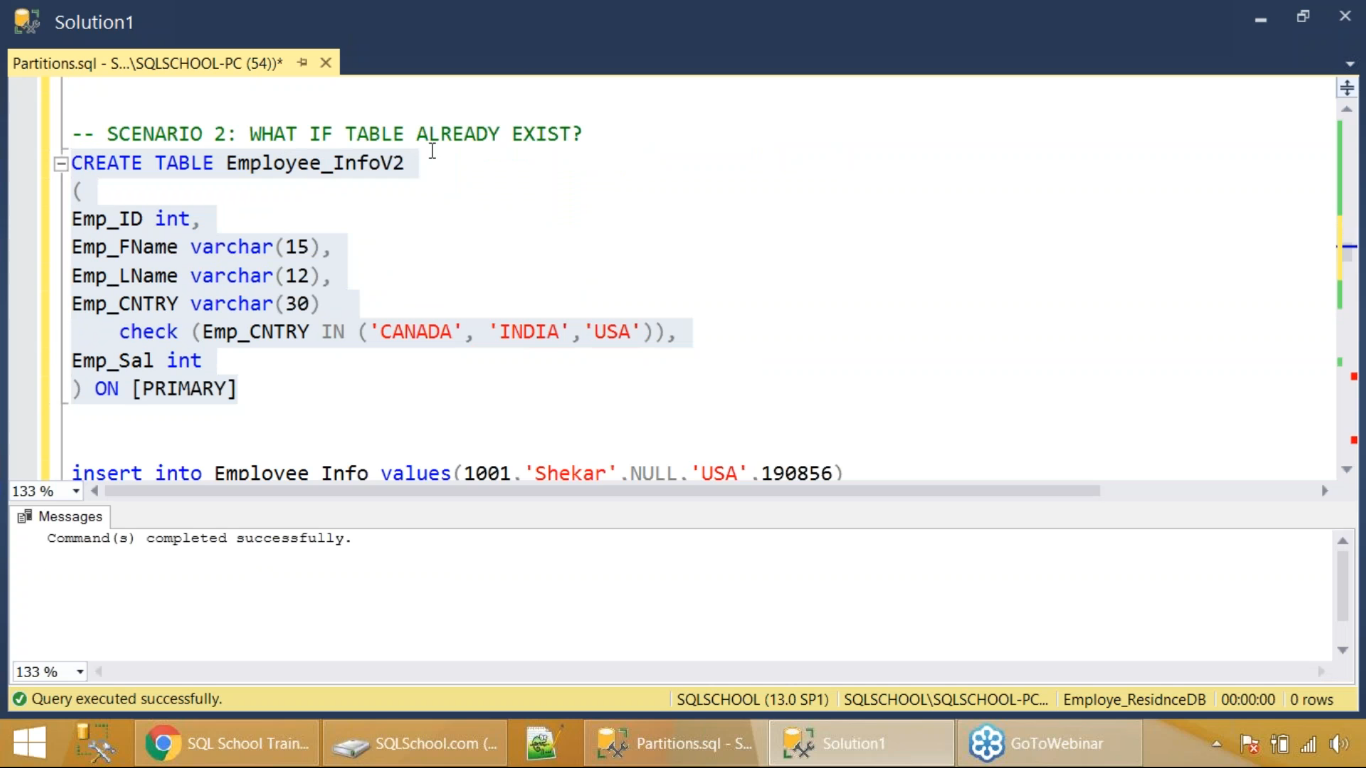 Solution1
Partitions.sql - S...\SQLSCHOOL-PC (54))*
-- SCENARIO 2: WHAT IF TABLE ALREADY EXIST?
CREATE TABLE Employee_InfoV2
(
Emp_ID int,
Emp_FName varchar(15),
Emp_LName varchar(12),
Emp_CNTRY varchar(30)
check (Emp_CNTRY IN ('CANADA', 'INDIA','USA')),
Emp_Sal int
) ON [PRIMARY]
insert into Employee_Info values(1001,'Shekar',NULL,'USA',190856)
133 %
Messages
Command(s) completed successfully.
133 %
Query executed successfully. SQLSCHOOL (13.0 SP1) SQLSCHOOL\SQLSCHOOL-PC... Employe_ResidnceDB 00:00:00 0 rows
SQL School Train... SQLSchool.com (... Partitions.sql - S... Solution1 GoToWebinar